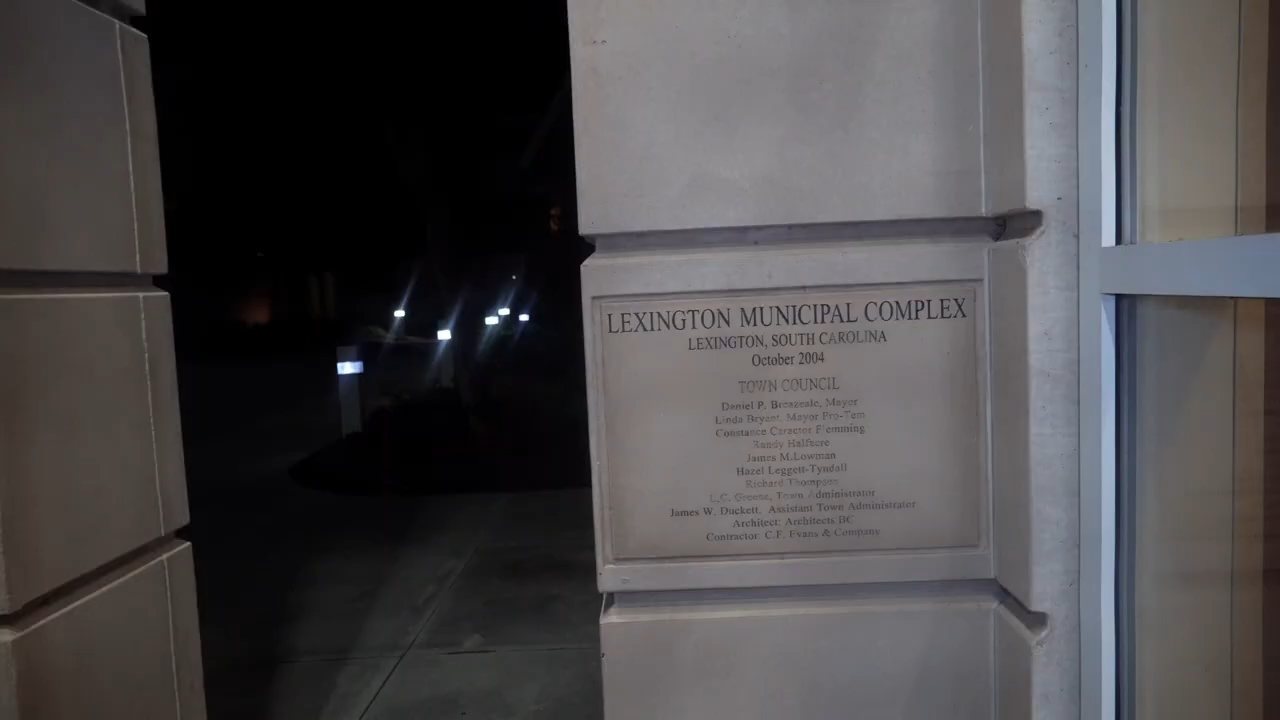 LEXINGTON MUNICIPAL COMPLEX
LEXINGTON, SOUTH CAROLINA
October 2004
TOWN COUNCIL
Daniel P. Breazeale, Mayor
Linda Bryant, Mayor Pro-Tem
Constance Caractor Flemming
Randy Halfacre
James M.Lowman
Hazel Leggett-Tyndall
Richard Thompson
L.C. Greene, Town Administrator
James W. Duckett, Assistant Town Administrator
Architect: Architects BC
Contractor: C.F. Evans & Company